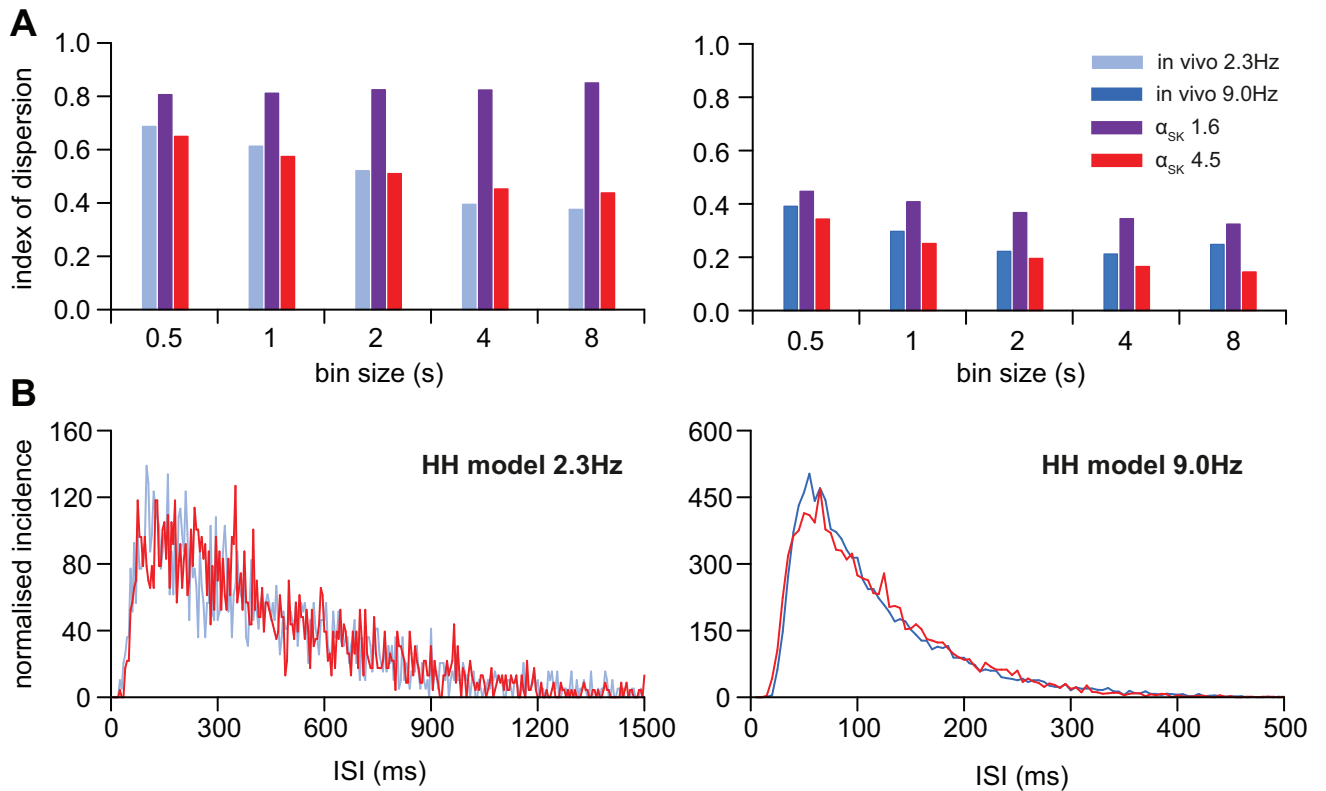 A
index of dispersion
1.0
0.8
0.6
0.4
0.2
0.0
0.5 1 2 4 8
bin size (s)
1.0
0.8
0.6
0.4
0.2
0.0
0.5 1 2 4 8
bin size (s)
in vivo 2.3Hz
in vivo 9.0Hz
αSK 1.6
αSK 4.5
B
normalised incidence
160
120
80
40
0
HH model 2.3Hz
0 300 600 900 1200 1500
ISI (ms)
600
450
300
150
0
HH model 9.0Hz
0 100 200 300 400 500
ISI (ms)